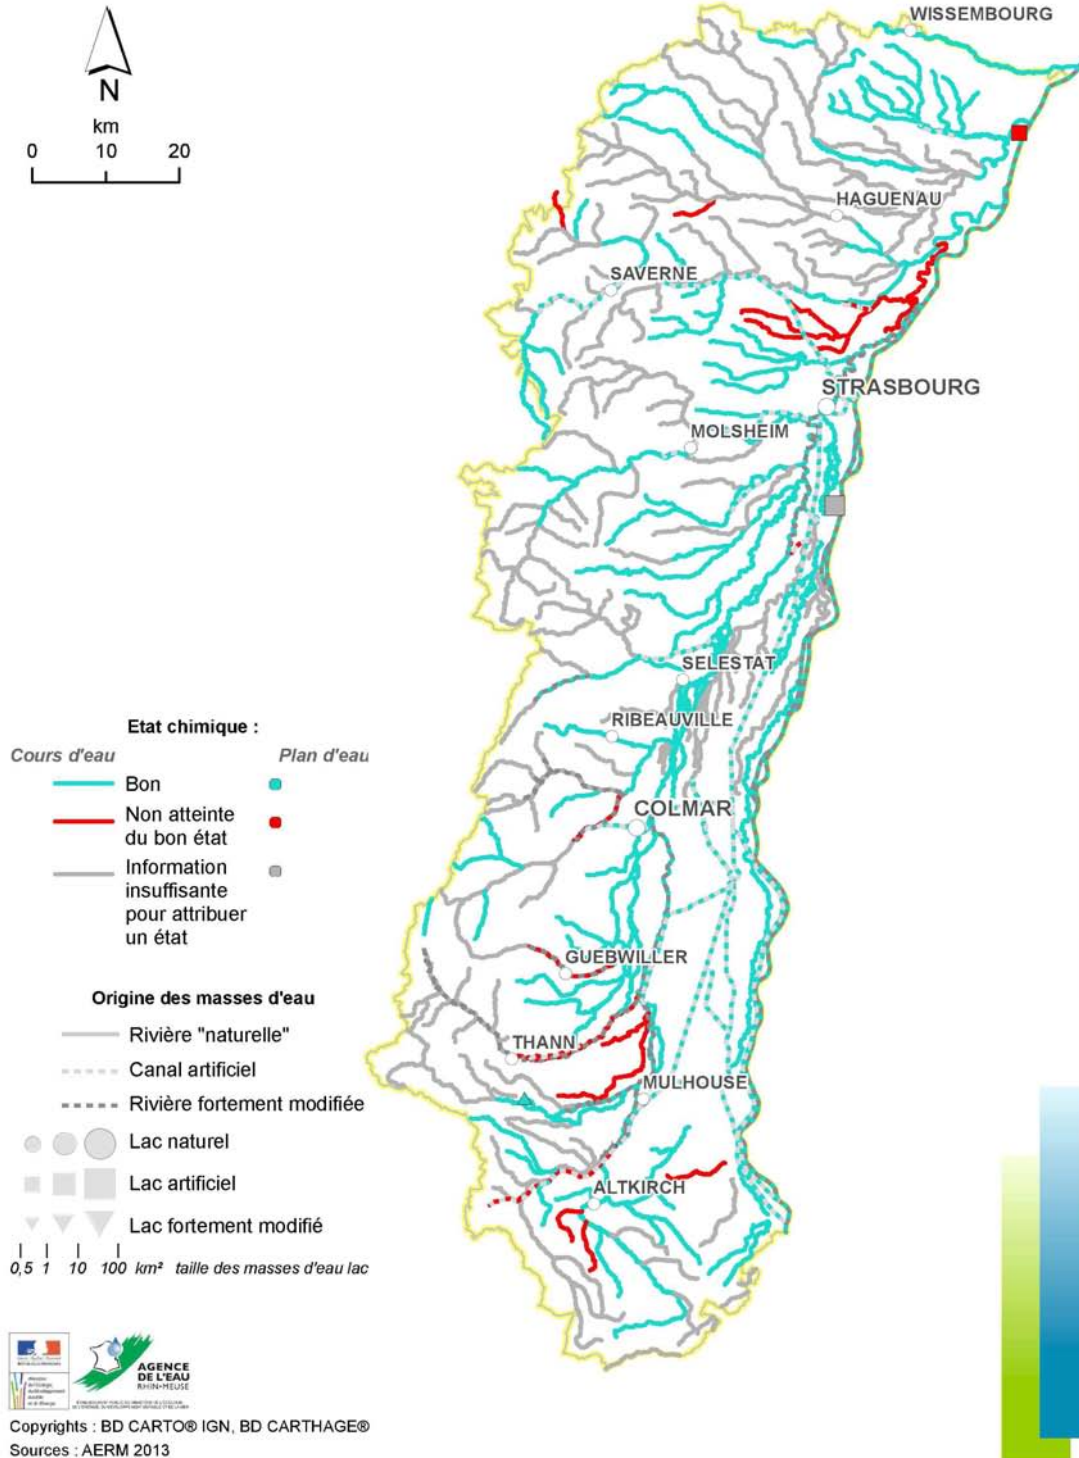 WISSEMBOURG
N
km
0 10 20
HAGUENAU
SAVERNE
STRASBOURG
MOLSHEIM
SELESTAT
RIBEAUVILLE
COLMAR
GUEBWILLER
THANN
MULHOUSE
ALTKIRCH
Etat chimique :
Cours d'eau Plan d'eau
Bon
Non atteinte
du bon état
Information
insuffisante
pour attribuer
un état
Origine des masses d'eau
Rivière "naturelle"
Canal artificiel
Rivière fortement modifiée
Lac naturel
Lac artificiel
Lac fortement modifié
0,5 1 10 100 km² taille des masses d'eau lac
AGENCE
DE L'EAU
RHIN-MEUSE
Copyrights : BD CARTO® IGN, BD CARTHAGE®
Sources : AERM 2013